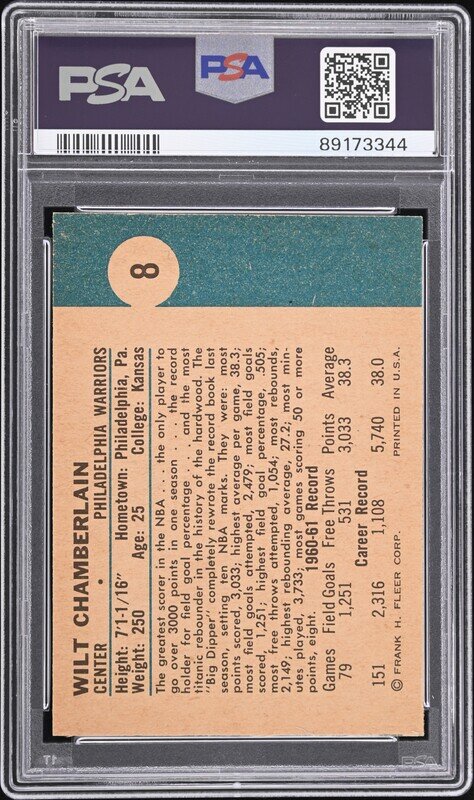 PSA
PSA
89173344
8
WILT CHAMBERLAIN
CENTER • PHILADELPHIA WARRIORS
Height: 7'1-1/16" Hometown: Philadelphia, Pa.
Weight: 250 Age: 25 College: Kansas
The greatest scorer in the NBA . . . the only player to
go over 3000 points in one season . . . the record
holder for field goal percentage . . . and the most
titanic rebounder in the history of the hardwood. The
"Big Dipper" completely rewrote the record book last
season, setting ten NBA marks. They were: most
points scored, 3,033; highest average per game, 38.3;
most field goals attempted, 2,479; most field goals
scored, 1,251; highest field goal percentage, .505;
most free throws attempted, 1,054; most rebounds,
2,149; highest rebounding average, 27.2; most min-
utes played, 3,733; most games scoring 50 or more
points, eight.
1960-61 Record
Games Field Goals Free Throws Points Average
79 1,251 531 3,033 38.3
Career Record
151 2,316 1,108 5,740 38.0
© FRANK H. FLEER CORP. PRINTED IN U.S.A.
PSA